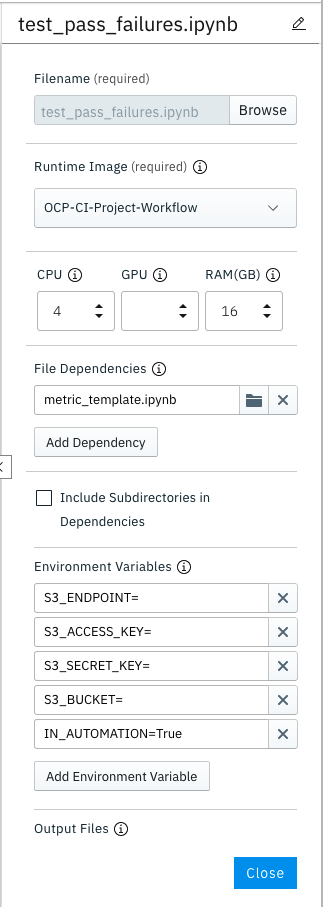 test_pass_failures.ipynb
Filename (required)
test_pass_failures.ipynb Browse
Runtime Image (required)
OCP-CI-Project-Workflow
CPU GPU RAM(GB)
4 16
File Dependencies
metric_template.ipynb
Add Dependency
Include Subdirectories in
Dependencies
Environment Variables
S3_ENDPOINT=
S3_ACCESS_KEY=
S3_SECRET_KEY=
S3_BUCKET=
IN_AUTOMATION=True
Add Environment Variable
Output Files
Close